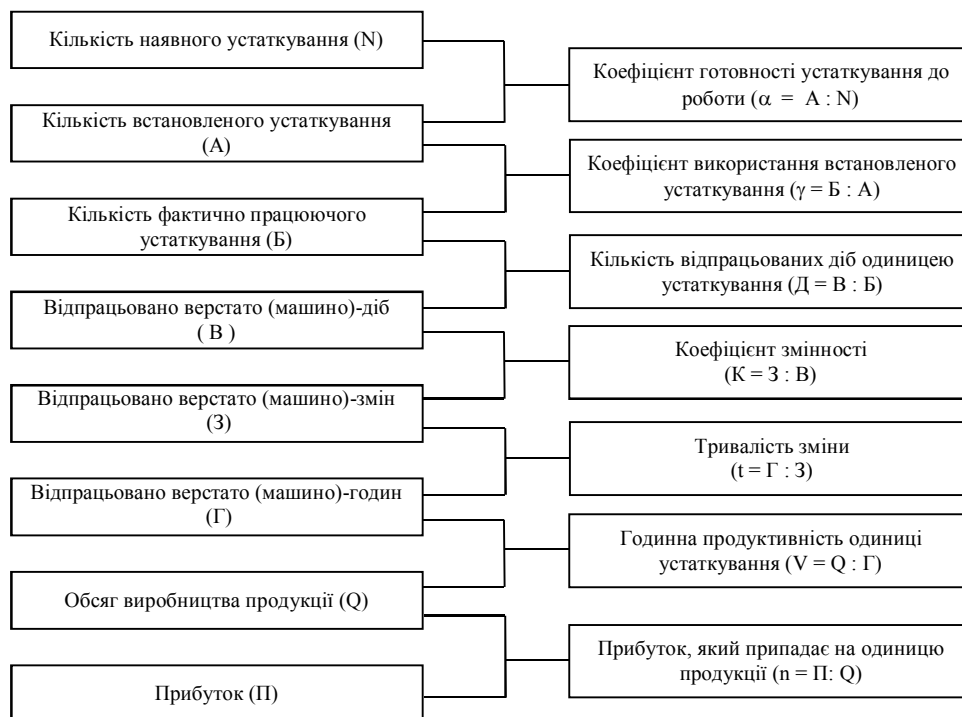 Кількість наявного устаткування (N)
Кількість встановленого устаткування
(А)
Кількість фактично працюючого
устаткування (Б)
Відпрацьовано верстато (машино)-діб
( В )
Відпрацьовано верстато (машино)-змін
(З)
Відпрацьовано верстато (машино)-годин
(Г)
Обсяг виробництва продукції (Q)
Прибуток (П)
Коефіцієнт готовності устаткування до
роботи (α = А : N)
Коефіцієнт використання встановленого
устаткування (γ = Б : А)
Кількість відпрацьованих діб одиницею
устаткування (Д = В : Б)
Коефіцієнт змінності
(К = З : В)
Тривалість зміни
(t = Г : З)
Годинна продуктивність одиниці
устаткування (V = Q : Г)
Прибуток, який припадає на одиницю
продукції (n = П: Q)